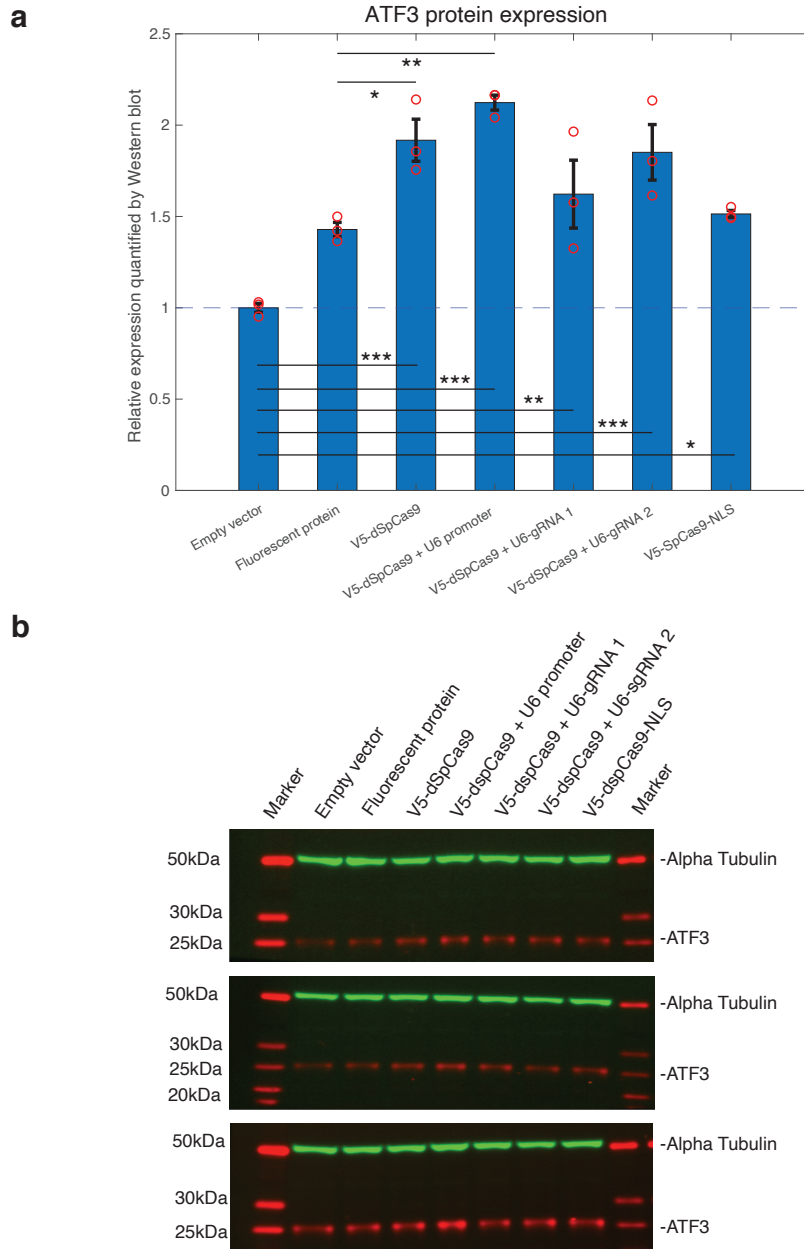 a
ATF3 protein expression
Relative expression quantified by Western blot
2.5
2
1.5
1
0.5
0
**
*
***
***
**
***
*
Empty vector
Fluorescent protein
V5-dSpCas9
V5-dSpCas9 + U6 promoter
V5-dSpCas9 + U6-gRNA 1
V5-dSpCas9 + U6-gRNA 2
V5-SpCas9-NLS
b
Marker
Empty vector
Fluorescent protein
V5-dSpCas9
V5-dspCas9 + U6 promoter
V5-dspCas9 + U6-gRNA 1
V5-dspCas9 + U6-sgRNA 2
V5-dspCas9-NLS
Marker
50kDa
-Alpha Tubulin
30kDa
25kDa
-ATF3
50kDa
-Alpha Tubulin
30kDa
25kDa
-ATF3
20kDa
50kDa
-Alpha Tubulin
30kDa
25kDa
-ATF3